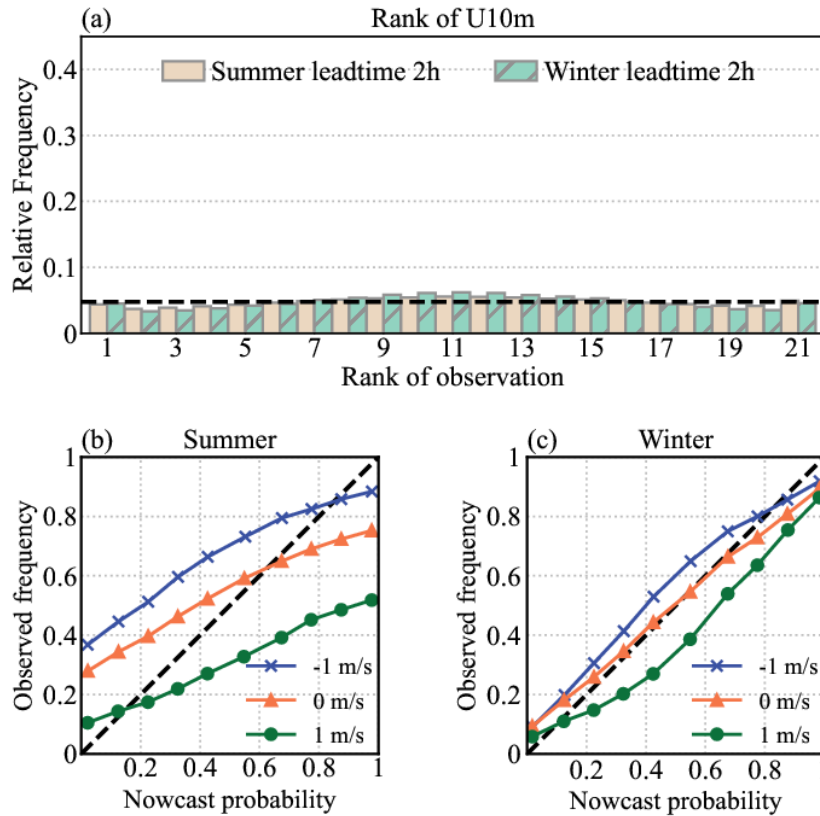 (a) Rank of U10m
Summer leadtime 2h Winter leadtime 2h
Relative Frequency
0.4
0.3
0.2
0.1
0
1 3 5 7 9 11 13 15 17 19 21
Rank of observation
(b) Summer
Observed frequency
1
0.8
0.6
0.4
0.2
0
-1 m/s
0 m/s
1 m/s
0.2 0.4 0.6 0.8 1
Nowcast probability
(c) Winter
Observed frequency
1
0.8
0.6
0.4
0.2
0
-1 m/s
0 m/s
1 m/s
0.2 0.4 0.6 0.8
Nowcast probability